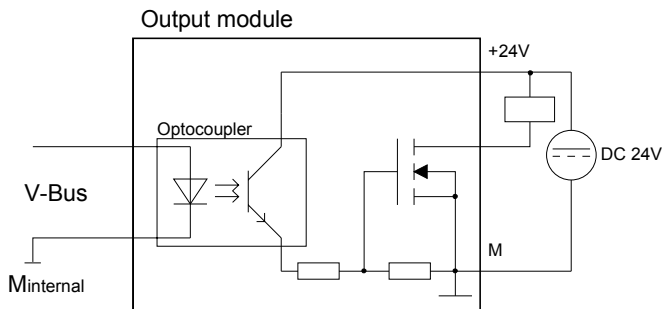 Output module
+24V
Optocoupler
DC 24V
V-Bus
M
Minternal